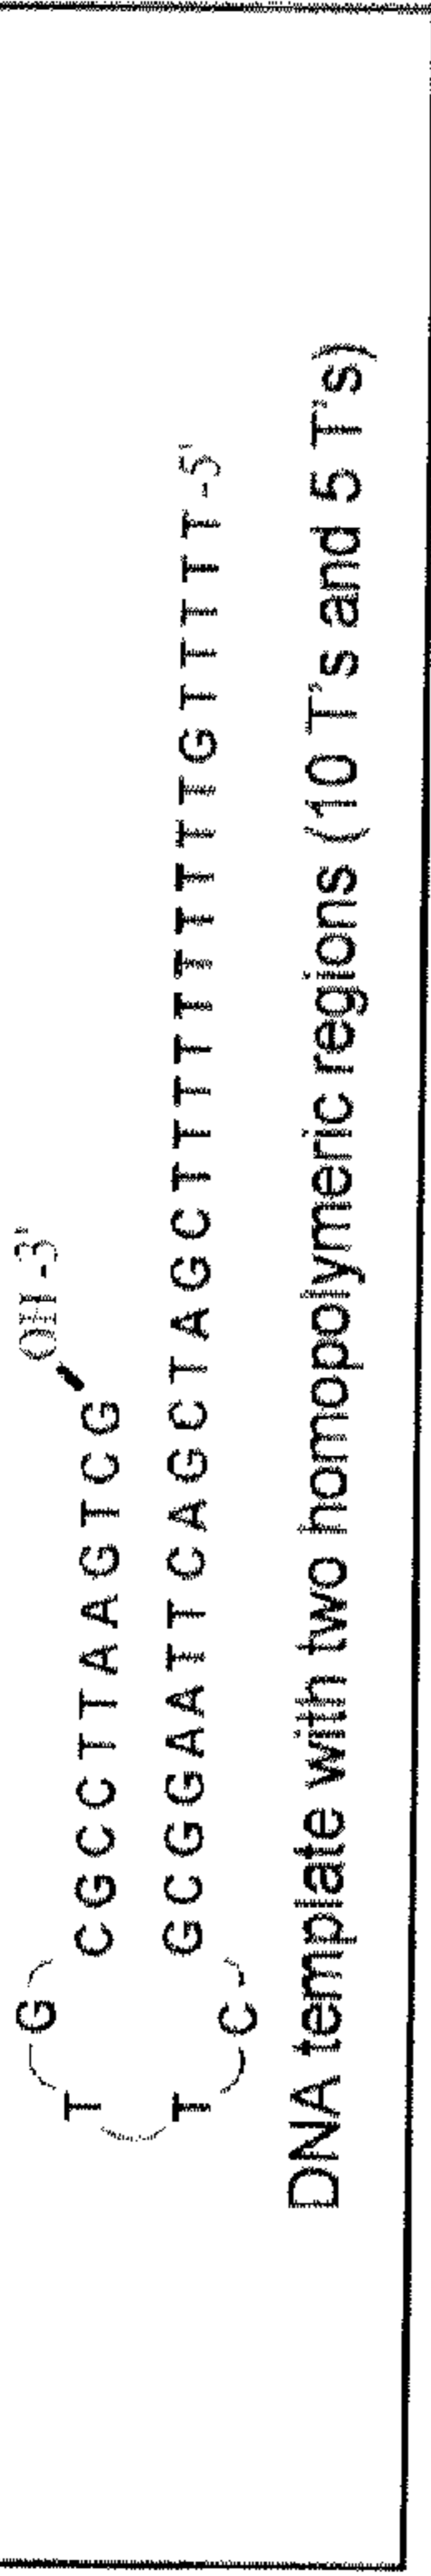 OH-3'
G
C G C C T T A A G T C G
T
T
G C G G A A T T C A G C T A G C T T T T T T T T T T G T T T T T-5'
C
DNA template with two homopolymeric regions (10 T's and 5 T's)